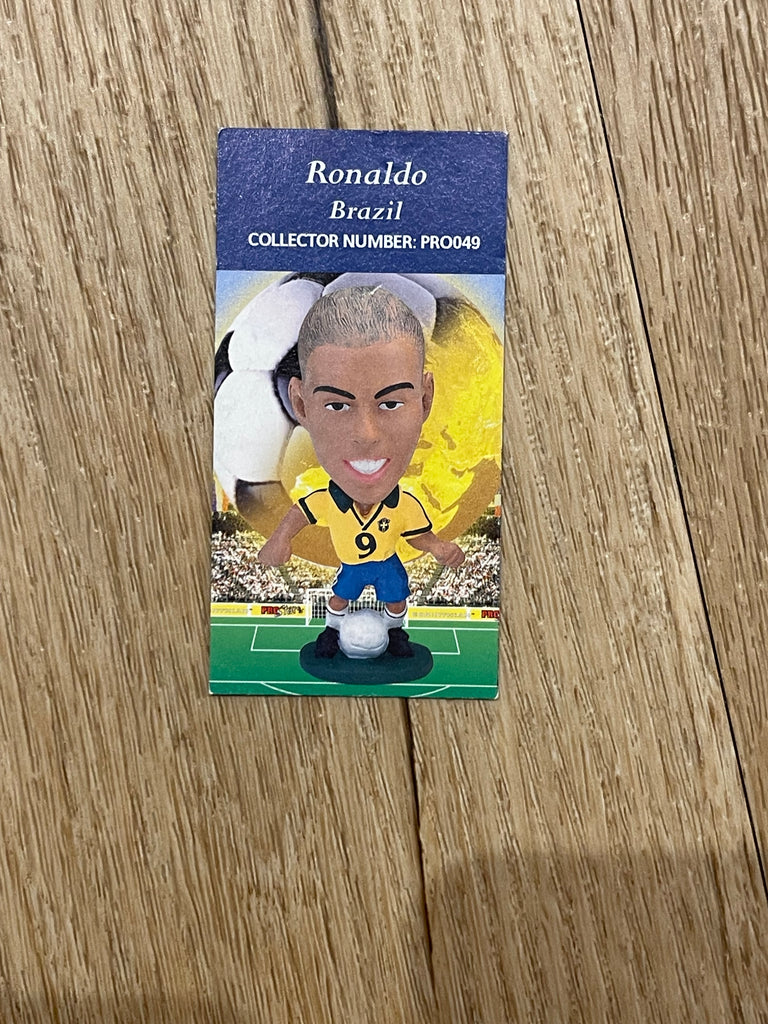 Ronaldo
Brazil
COLLECTOR NUMBER: PRO049
9